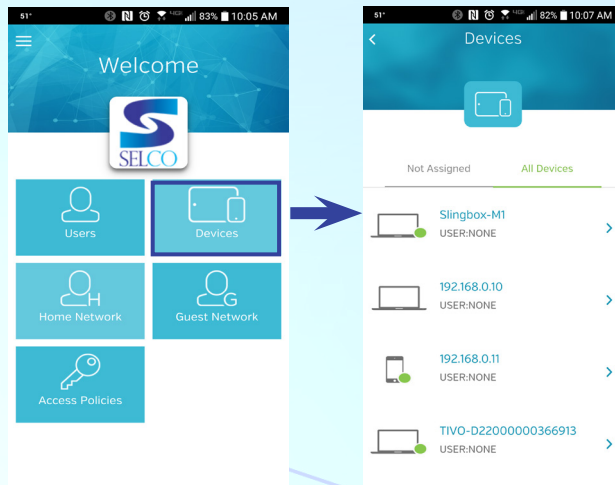 51° 4G 83% 10:05 AM
Welcome
SELCO
Users
Devices
H
Home Network
G
Guest Network
Access Policies
51° 82% 10:07 AM
Devices
Not Assigned
All Devices
Slingbox-M1
USER:NONE
192.168.0.10
USER:NONE
192.168.0.11
USER:NONE
TIVO-D22000000366913
USER:NONE